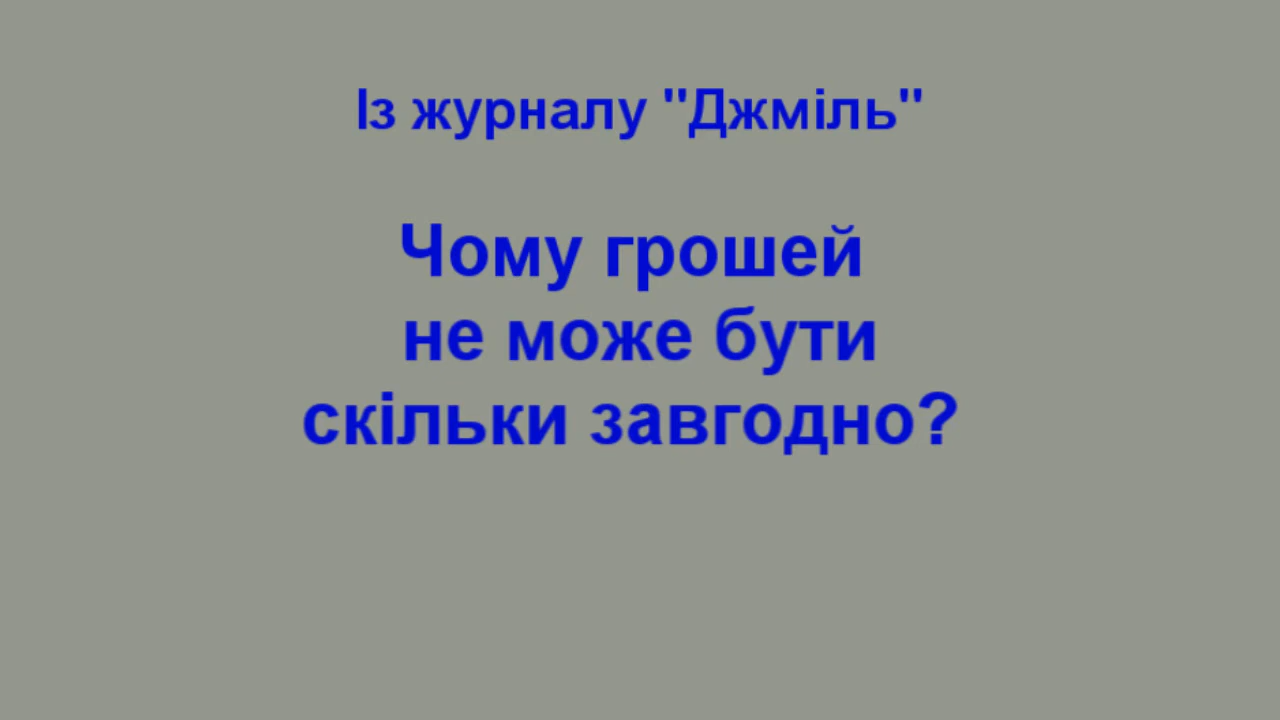 Із журналу "Джміль"
Чому грошей
не може бути
скільки завгодно?